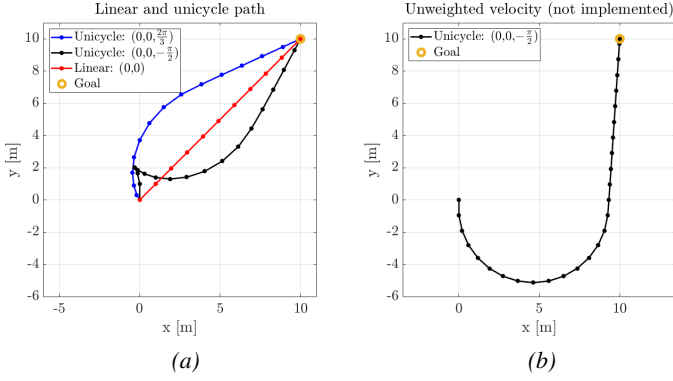 Linear and unicycle path
Unicycle: (0,0,2π/3)
Unicycle: (0,0,-π/2)
Linear: (0,0)
Goal
10
8
6
4
2
0
-2
-4
-6
y [m]
-5
0
5
10
x [m]
(a)
Unweighted velocity (not implemented)
Unicycle: (0,0,-π/2)
Goal
10
8
6
4
2
0
-2
-4
-6
y [m]
0
5
10
x [m]
(b)